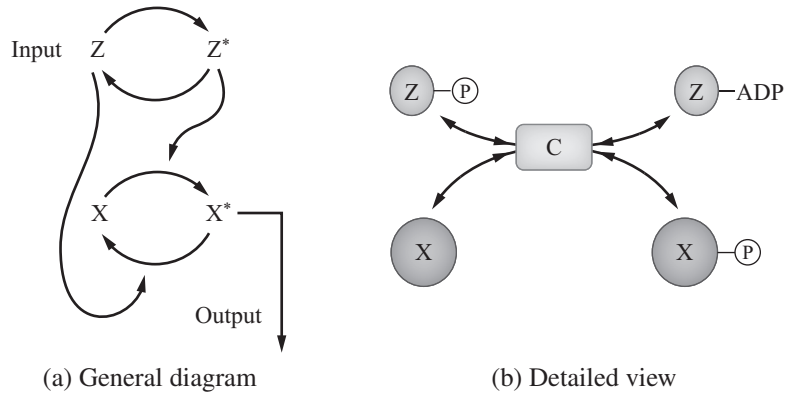 Input Z Z*
X X*
Output
(a) General diagram
Z P
Z ADP
C
X
X P
(b) Detailed view